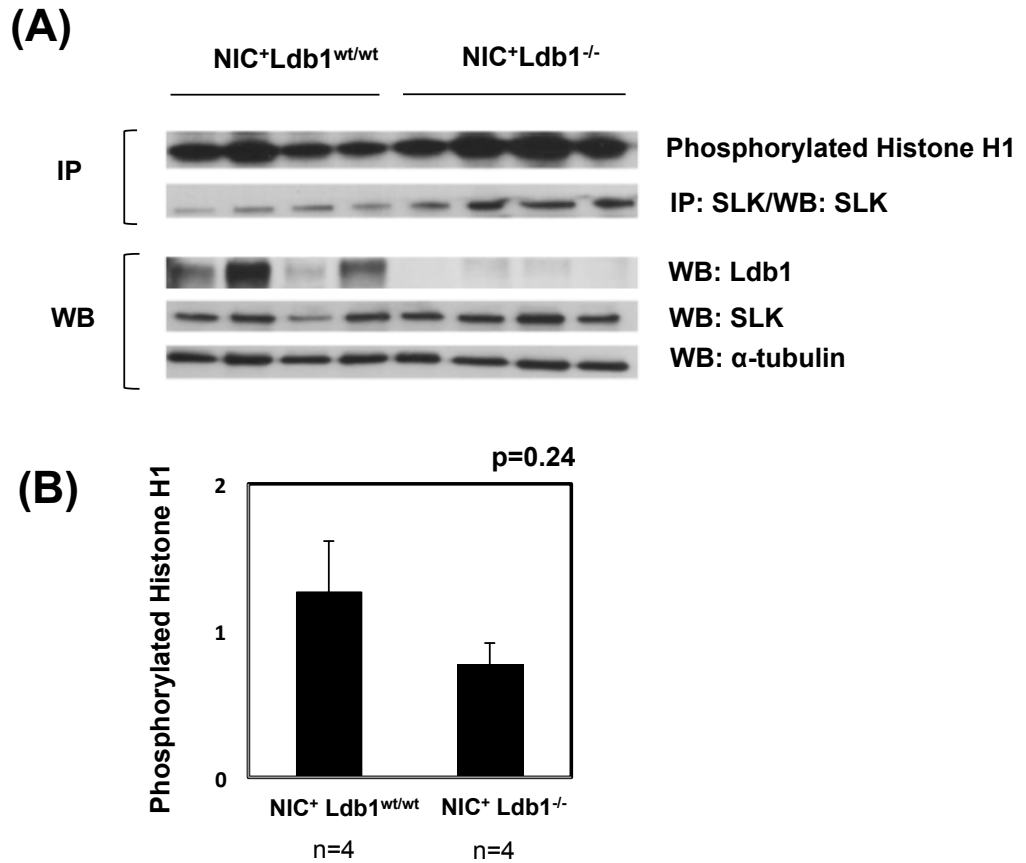 (A)
NIC⁺Ldb1ʷᵗ/ʷᵗ NIC⁺Ldb1⁻/⁻
IP
Phosphorylated Histone H1
IP: SLK/WB: SLK
WB
WB: Ldb1
WB: SLK
WB: α-tubulin
(B)
p=0.24
Phosphorylated Histone H1
2
1
0
NIC⁺ Ldb1ʷᵗ/ʷᵗ NIC⁺ Ldb1⁻/⁻
n=4 n=4